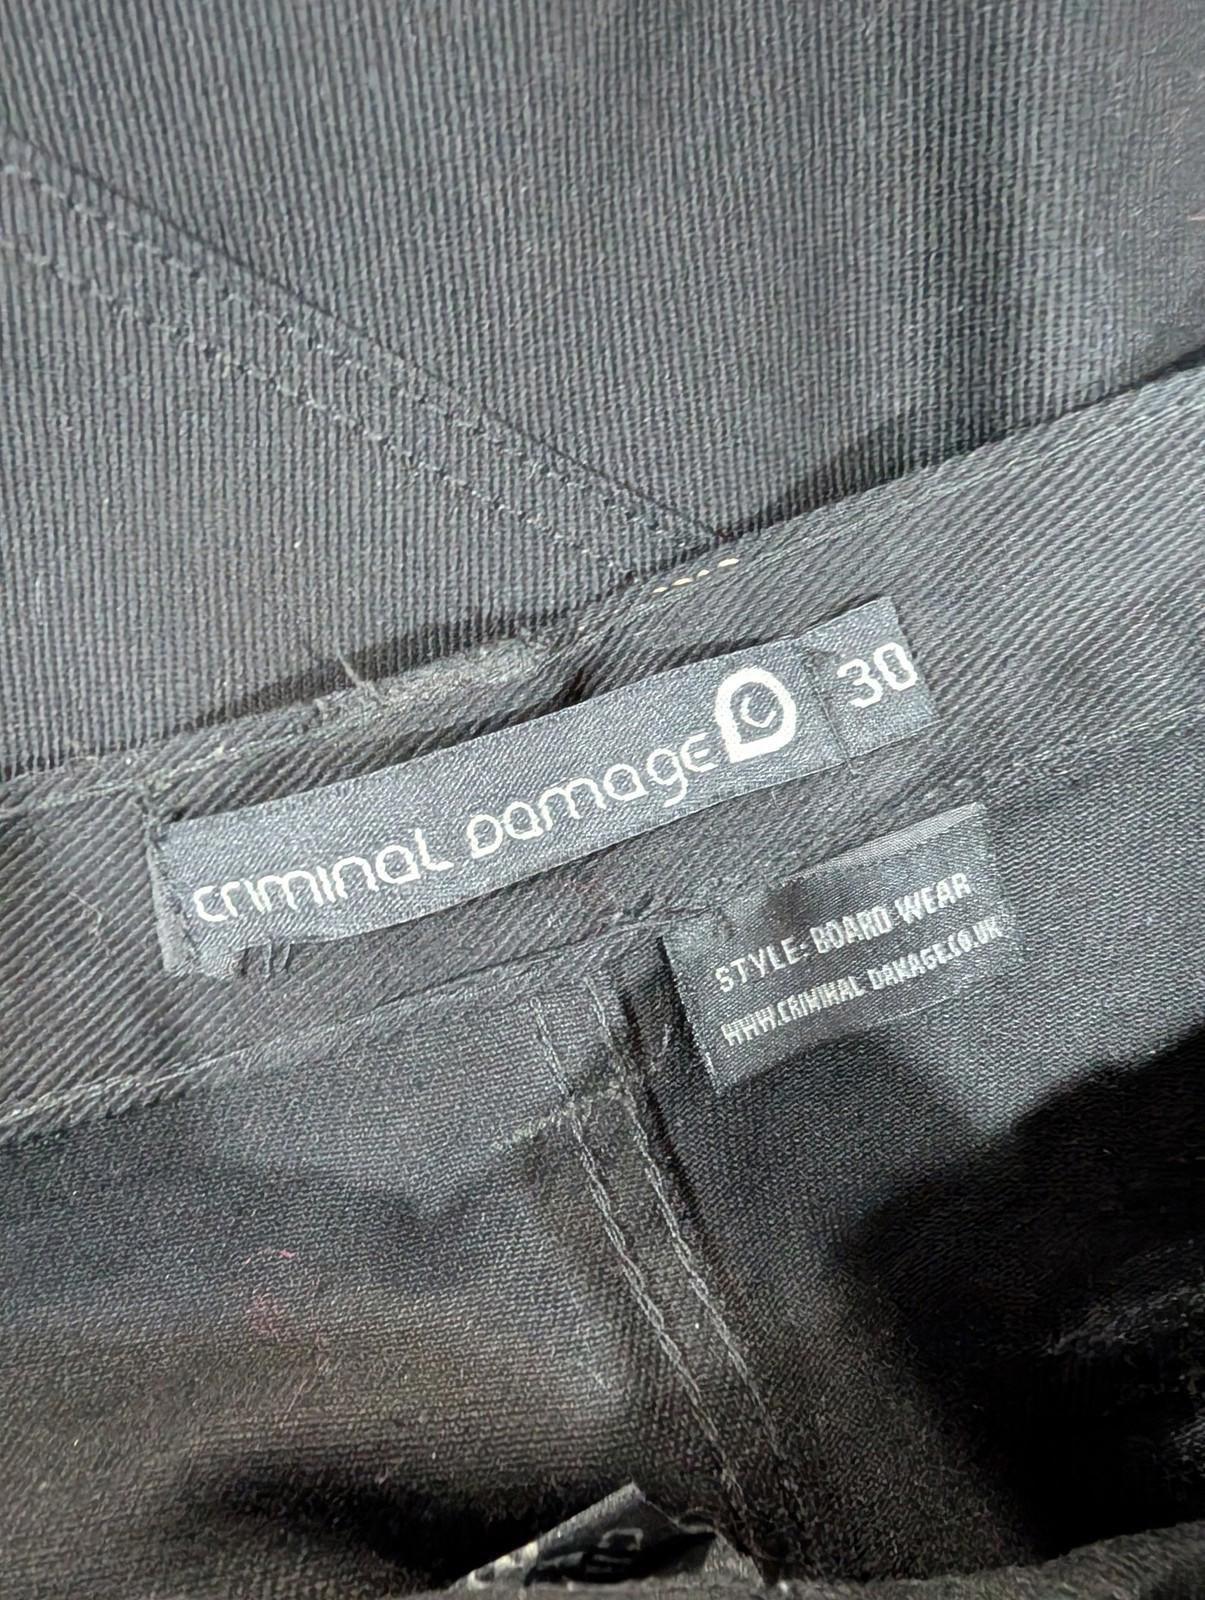 criminal Damage
30
STYLE: BOARD WEAR
WWW.CRIMINAL DAMAGE.CO.UK